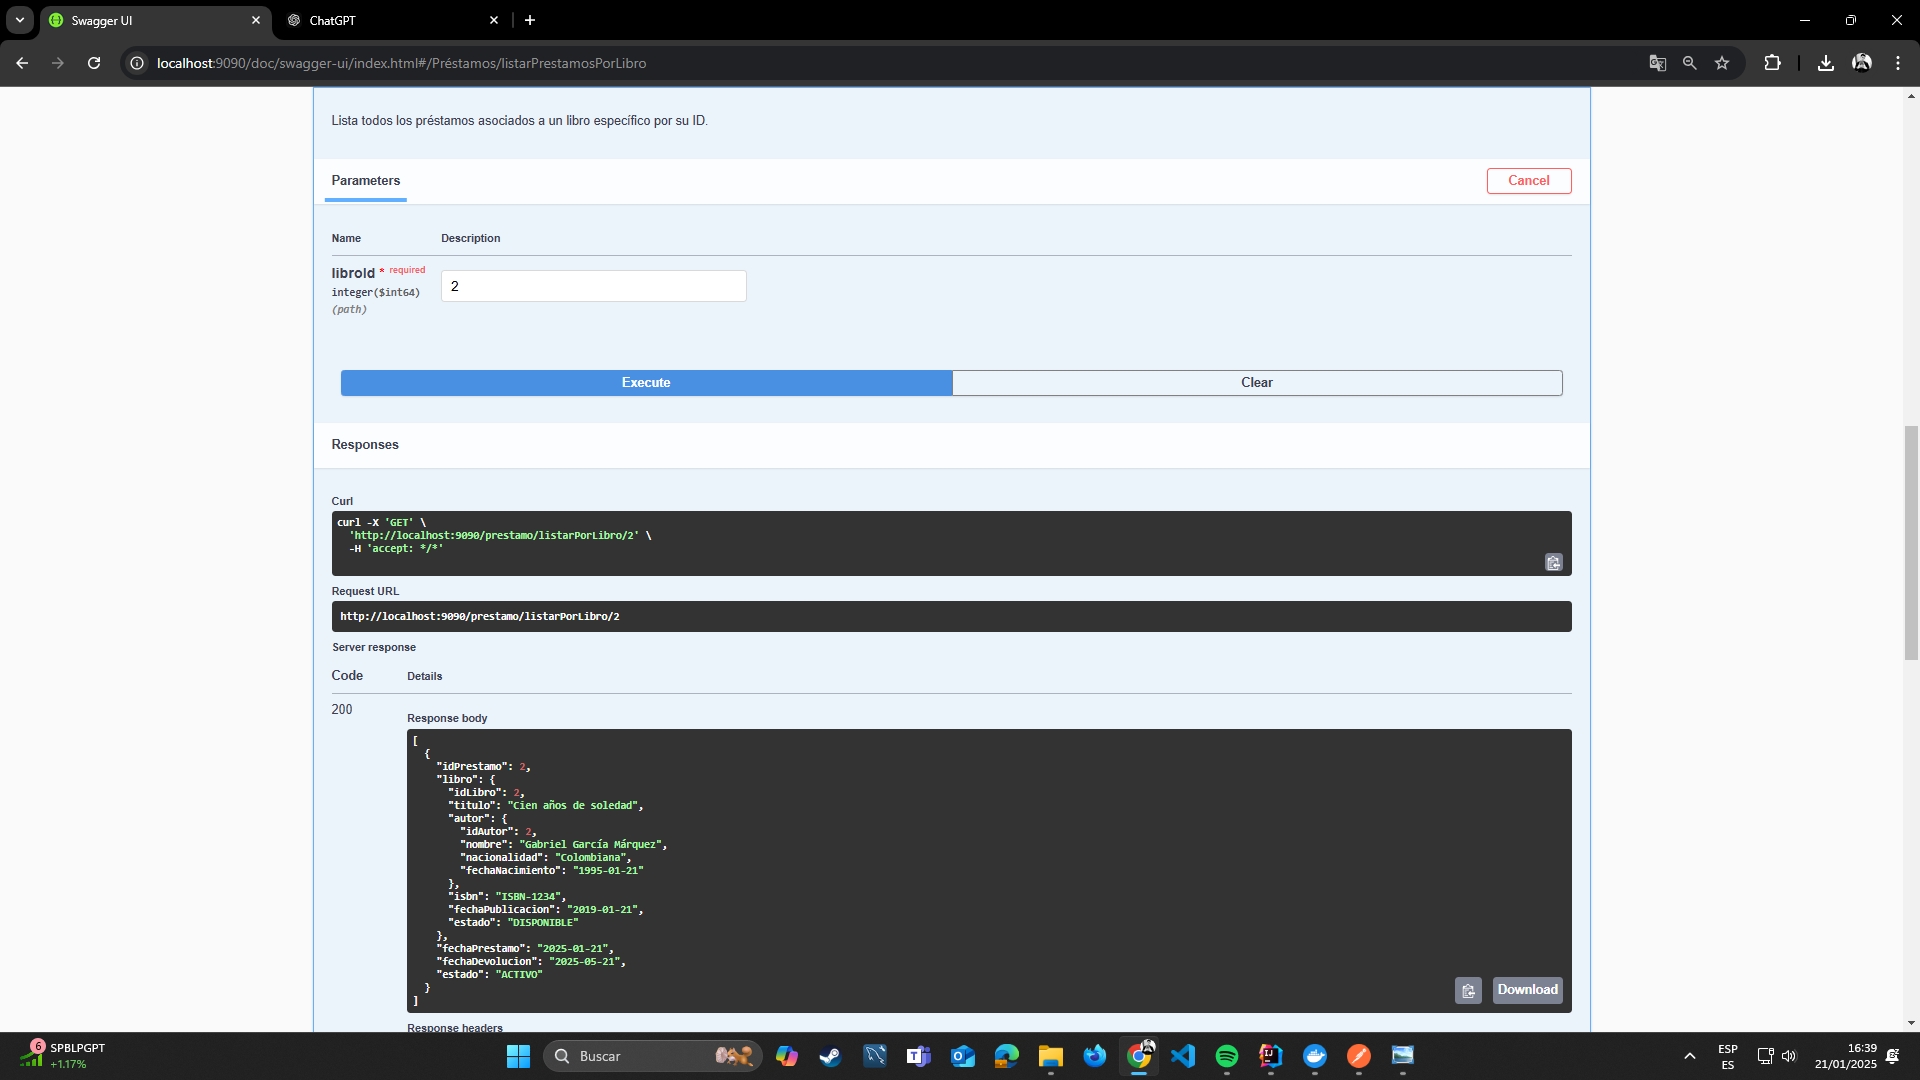 Swagger UI
ChatGPT
localhost:9090/doc/swagger-ui/index.html#/Préstamos/listarPrestamosPorLibro
Lista todos los préstamos asociados a un libro específico por su ID.
Parameters
Cancel
Name
Description
libroId * required
integer($int64)
(path)
2
Execute
Clear
Responses
Curl
curl -X 'GET' \
'http://localhost:9090/prestamo/listarPorLibro/2' \
-H 'accept: */*'
Request URL
http://localhost:9090/prestamo/listarPorLibro/2
Server response
Code
Details
200
Response body
[
{
"idPrestamo": 2,
"libro": {
"idLibro": 2,
"titulo": "Cien años de soledad",
"autor": {
"idAutor": 2,
"nombre": "Gabriel García Márquez",
"nacionalidad": "Colombiana",
"fechaNacimiento": "1995-01-21"
},
"isbn": "ISBN-1234",
"fechaPublicacion": "2019-01-21",
"estado": "DISPONIBLE"
},
"fechaPrestamo": "2025-01-21",
"fechaDevolucion": "2025-05-21",
"estado": "ACTIVO"
}
]
Download
Response headers
6
SPBLPGPT
+1.17%
Buscar
ESP
ES
16:39
21/01/2025